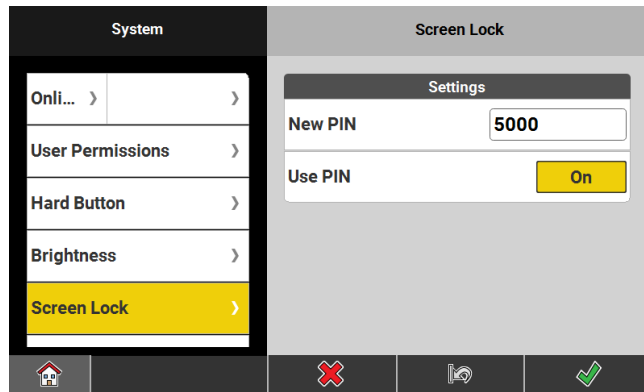 System
Screen Lock
Onli...
User Permissions
Hard Button
Brightness
Screen Lock
Settings
New PIN 5000
Use PIN On